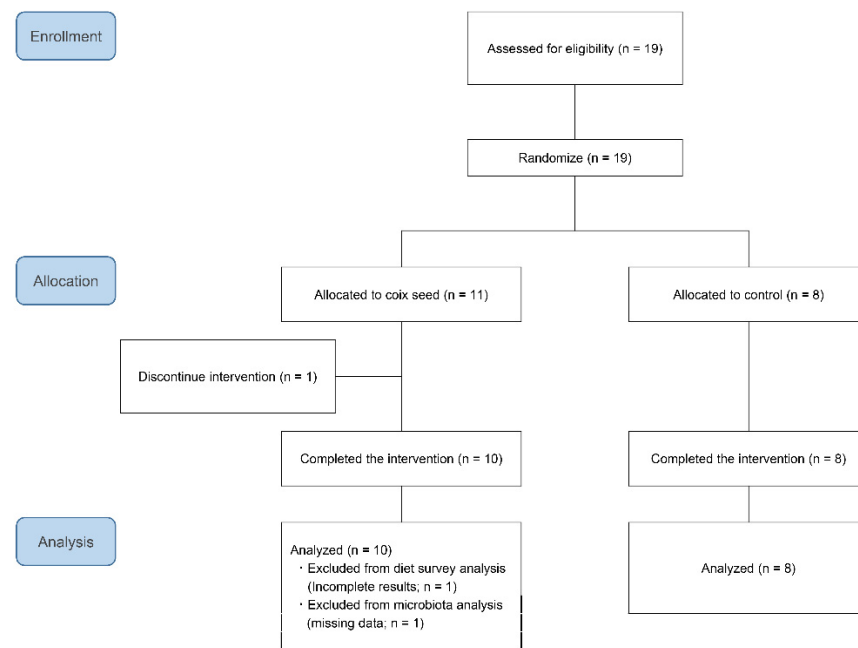 Enrollment
Assessed for eligibility (n = 19)
Randomize (n = 19)
Allocation
Allocated to coix seed (n = 11)
Allocated to control (n = 8)
Discontinue intervention (n = 1)
Completed the intervention (n = 10)
Completed the intervention (n = 8)
Analysis
Analyzed (n = 10)
・Excluded from diet survey analysis
(Incomplete results; n = 1)
・Excluded from microbiota analysis
(missing data; n = 1)
Analyzed (n = 8)